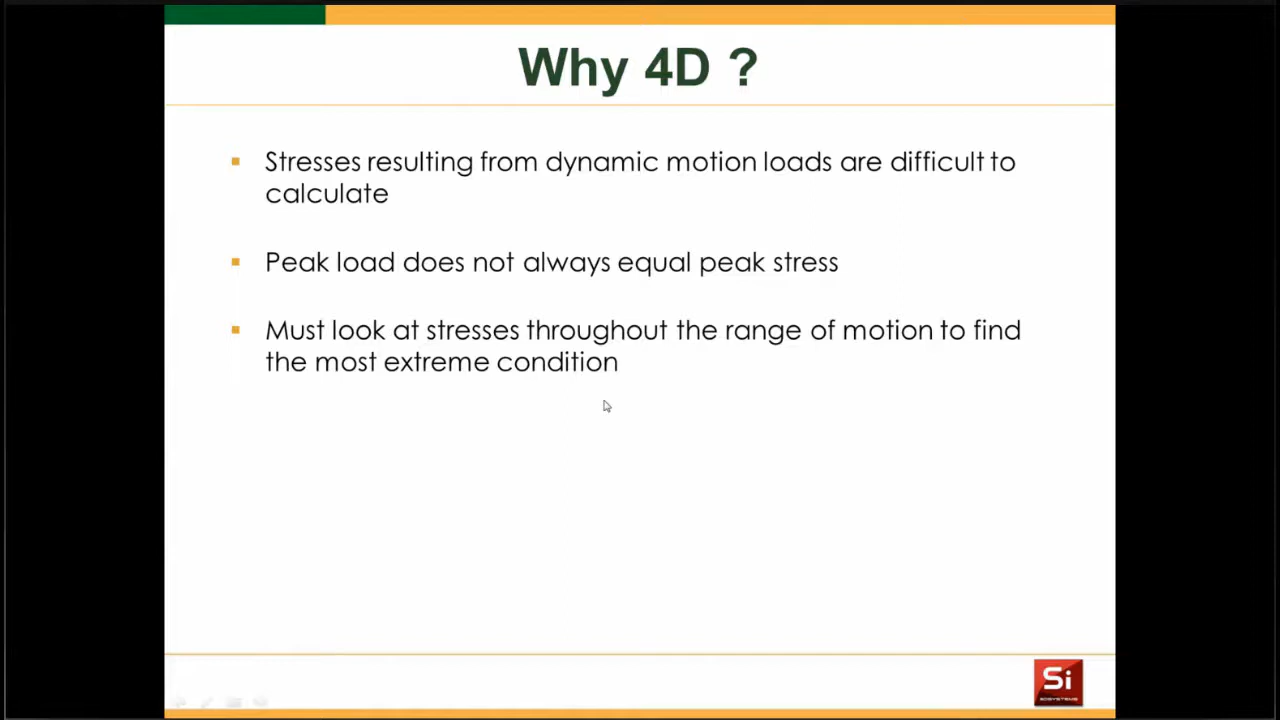 Why 4D ?
Stresses resulting from dynamic motion loads are difficult to
calculate
Peak load does not always equal peak stress
Must look at stresses throughout the range of motion to find
the most extreme condition
Si